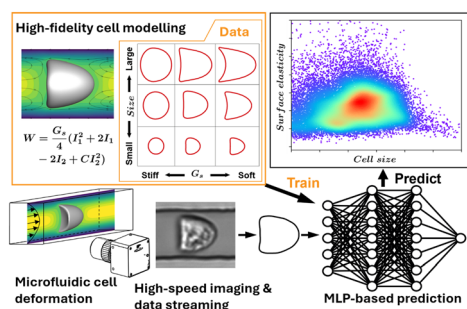 High-fidelity cell modelling
Data
Large
Size
Small
Stiff
G_s
Soft
W = \frac{G_s}{4}(I_1^2 + 2I_1
- 2I_2 + CI_2^2)
Surface elasticity
Cell size
Train
Predict
Microfluidic cell
deformation
High-speed imaging &
data streaming
MLP-based prediction